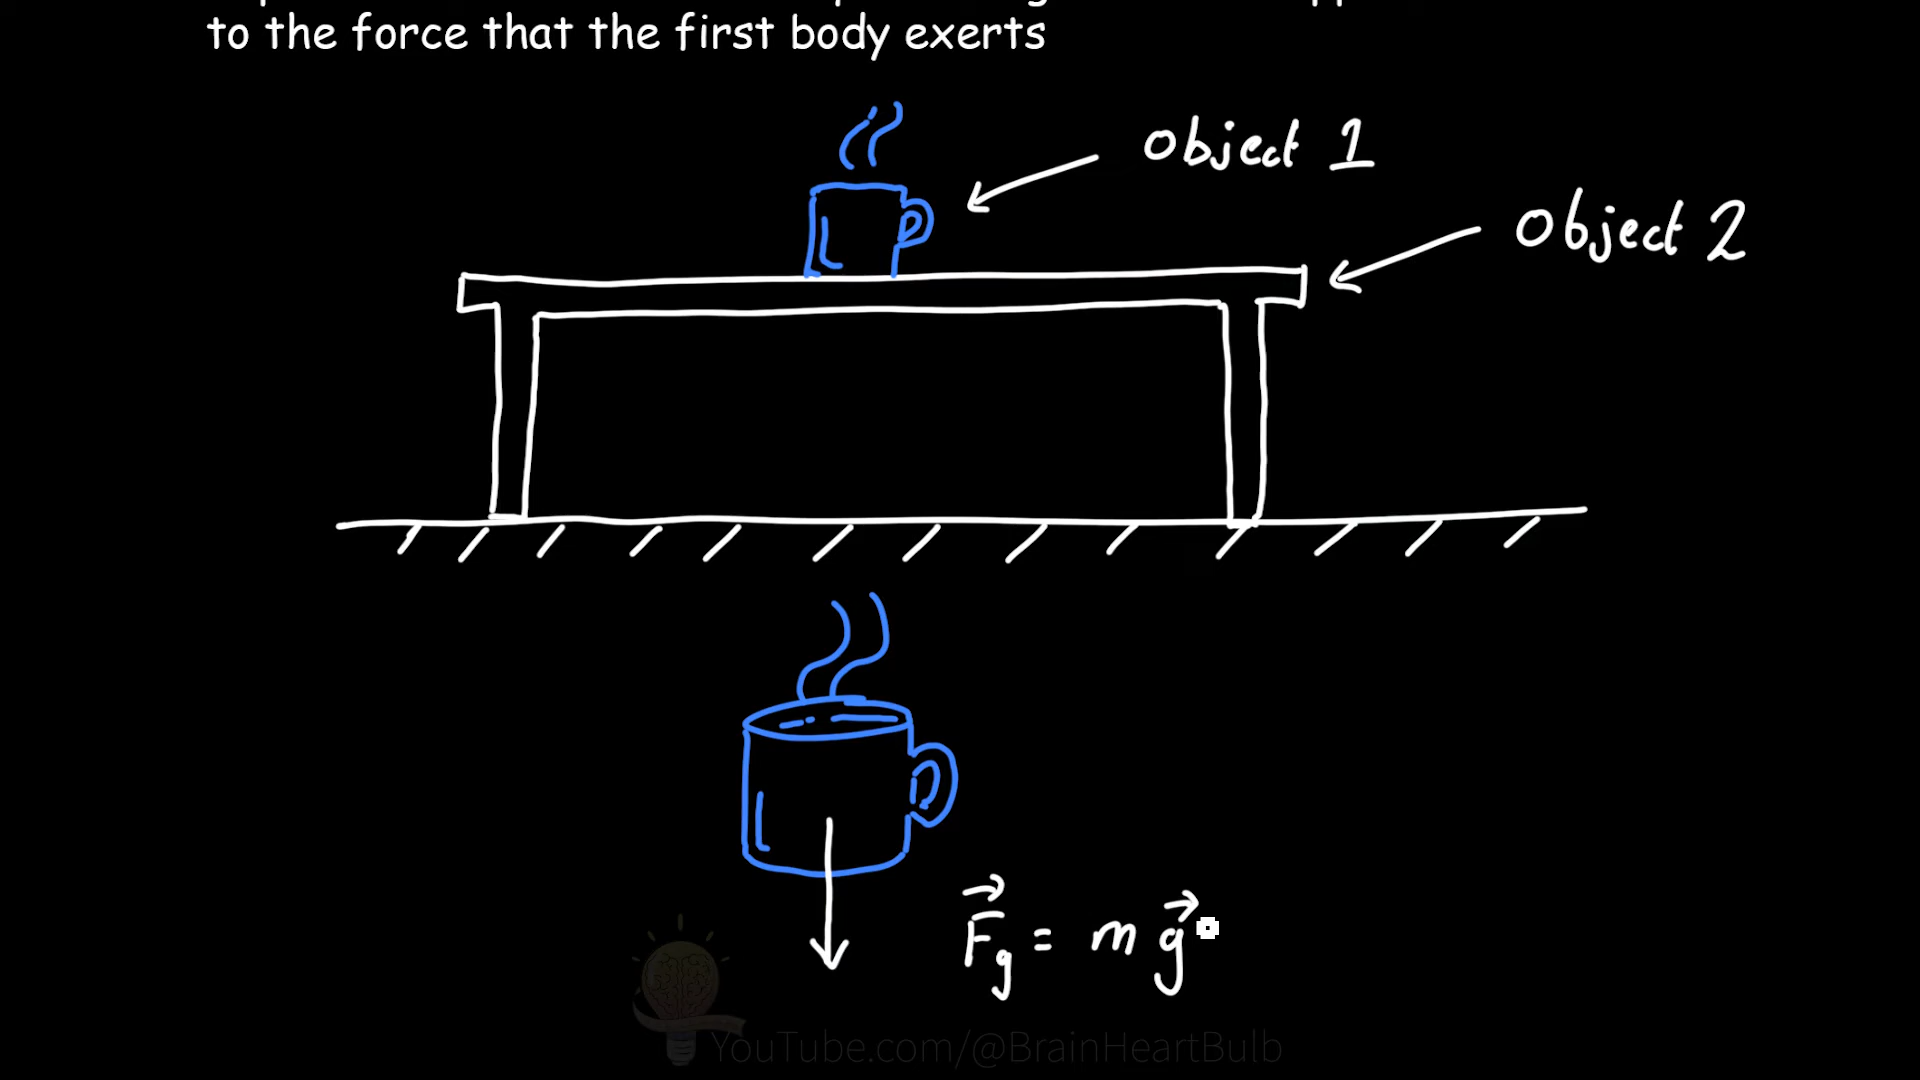 to the force that the first body exerts
Object 1
Object 2
F⃗g = m g⃗
YouTube.com/@BrainHeartBulb